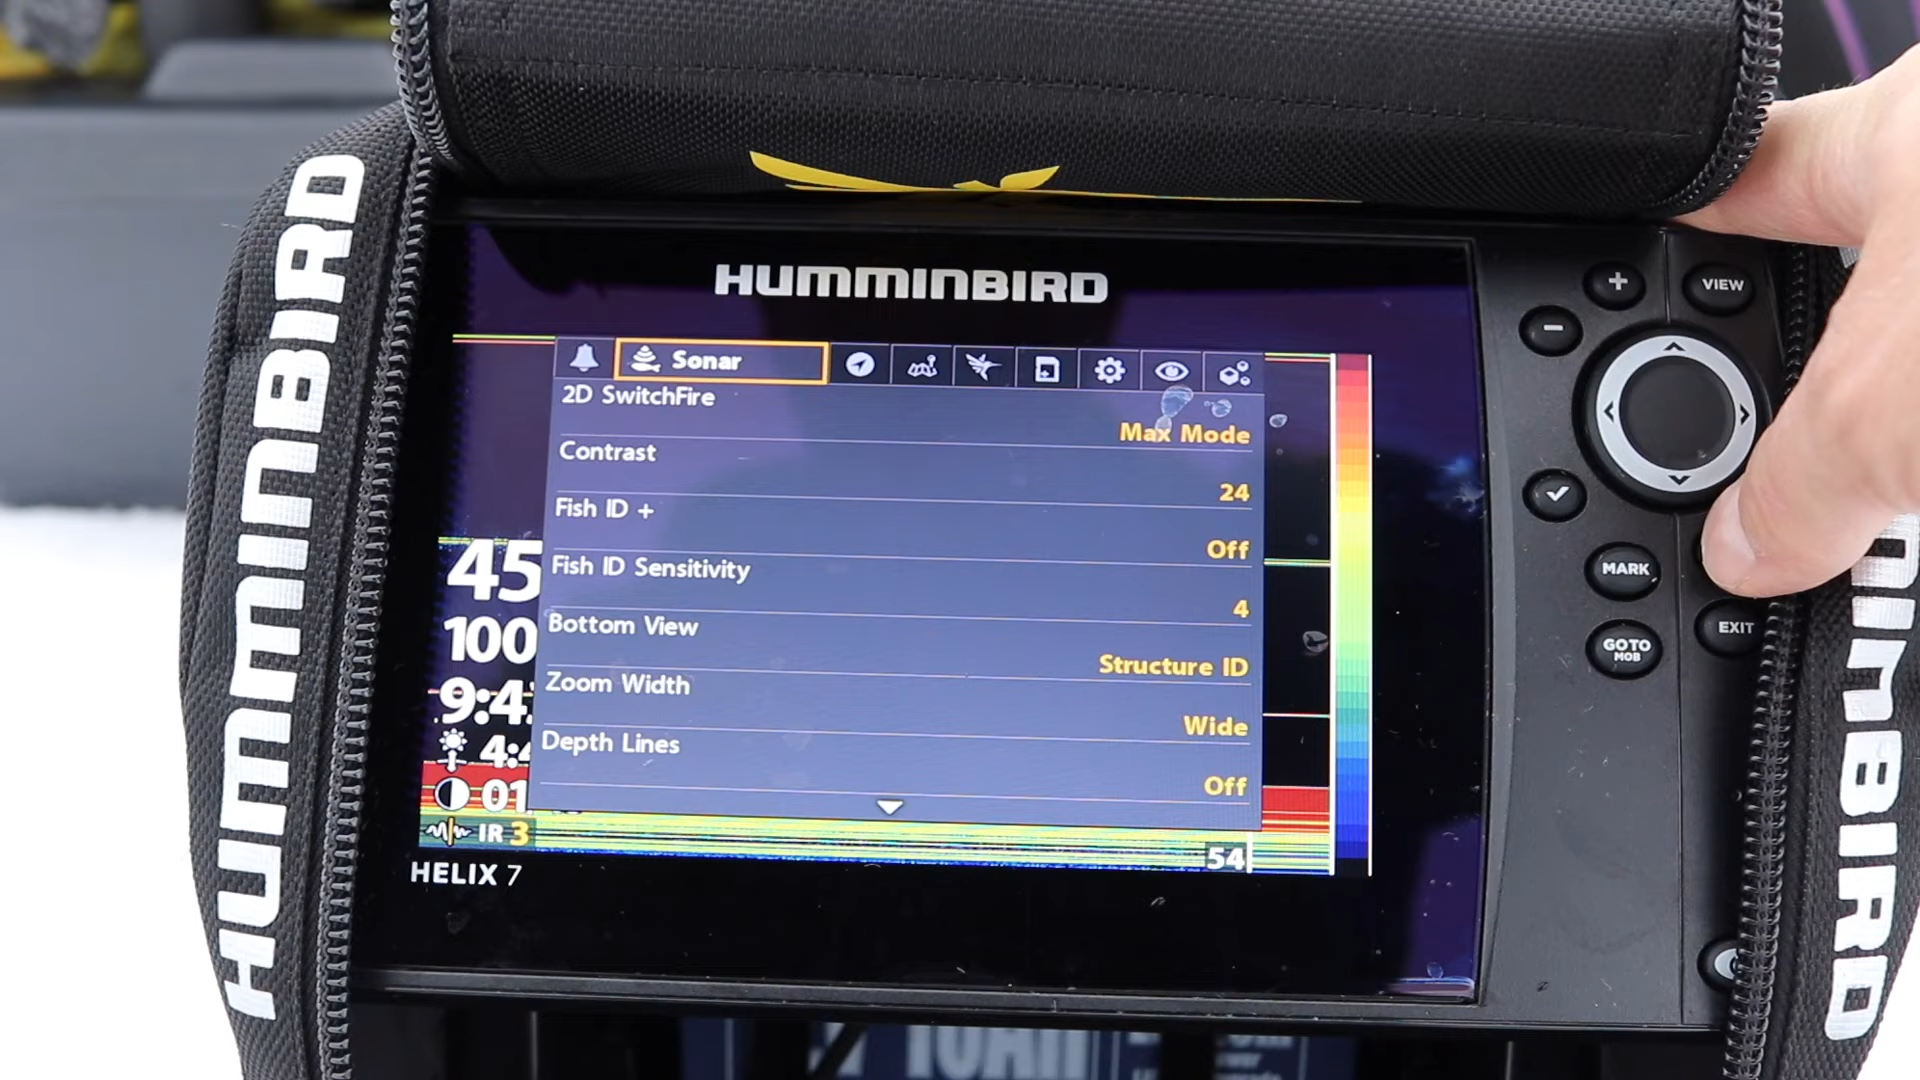 HUMMINBIRD
HUMMINBIRD
Sonar
2D SwitchFire
Max Mode
Contrast
24
Fish ID +
Off
Fish ID Sensitivity
4
Bottom View
Structure ID
Zoom Width
Wide
Depth Lines
Off
45
100
IR 3
54
HELIX 7
VIEW
MARK
EXIT
GO TO
MOB
HUMMINBIRD